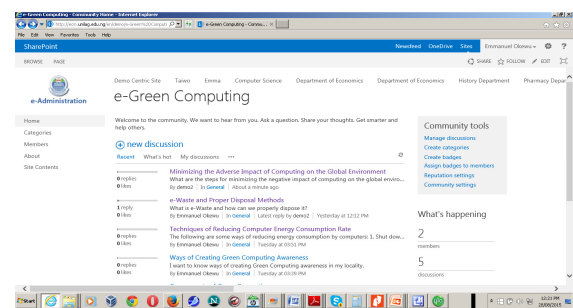 e-Green Computing - Community Home - Internet Explorer
e-Green Computing - Commu...
File Edit View Favorites Tools Help
SharePoint
Newsfeed OneDrive Sites Emmanuel Okewu
BROWSE PAGE
SHARE FOLLOW EDIT
Demo Centric Site Taiwo Emma Computer Science Department of Economics Department of Economics History Department Pharmacy Depar
e-Green Computing
e-Administration
Home
Categories
Members
About
Site Contents
Welcome to the community. We want to hear from you. Ask a question. Share your thoughts. Get smarter and
help others.
new discussion
Recent What's hot My discussions ...
Minimizing the Adverse Impact of Computing on the Global Environment
0 replies
What are the steps for minimizing the negative impact of computing on the global enviro...
0 likes
By demo2 In General About a minute ago
e-Waste and Proper Disposal Methods
1 reply
What is e-Waste and how can we properly dispose it?
0 likes
By Emmanuel Okewu In General Latest reply by demo2 Yesterday at 12:12 PM
Techniques of Reducing Computer Energy Consumption Rate
0 replies
The following are some ways of reducing energy consumption by computers: 1. Shut dow...
0 likes
By Emmanuel Okewu In General Tuesday at 03:51 PM
Ways of Creating Green Computing Awareness
0 replies
I want to know ways of creating Green Computing awareness in my locality.
0 likes
By Emmanuel Okewu In General Tuesday at 03:39 PM
Community tools
Manage discussions
Create categories
Create badges
Assign badges to members
Reputation settings
Community settings
What's happening
2
members
5
discussions
Start
12:21 PM